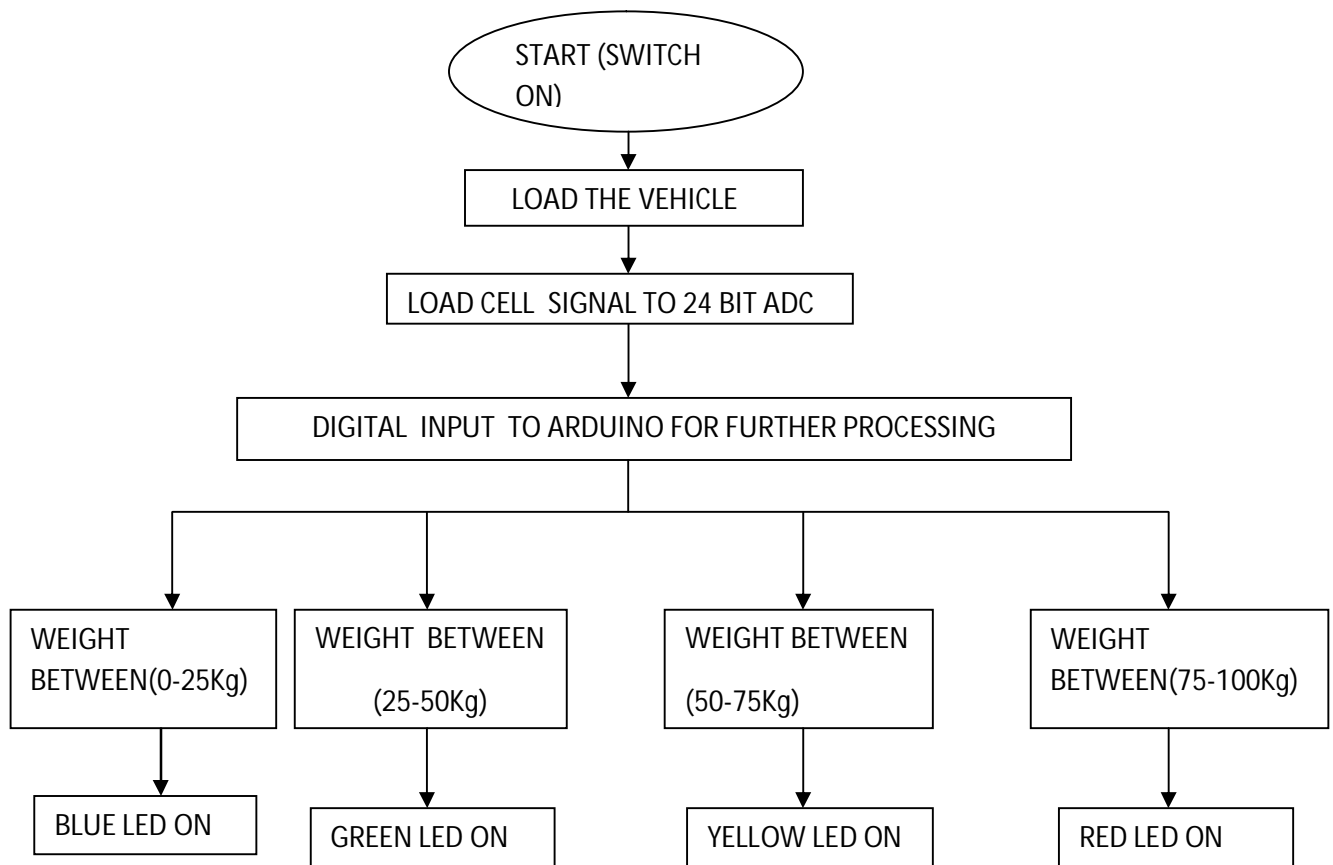 START (SWITCH
ON)
LOAD THE VEHICLE
LOAD CELL SIGNAL TO 24 BIT ADC
DIGITAL INPUT TO ARDUINO FOR FURTHER PROCESSING
WEIGHT
BETWEEN(0-25Kg)
WEIGHT BETWEEN
(25-50Kg)
WEIGHT BETWEEN
(50-75Kg)
WEIGHT
BETWEEN(75-100Kg)
BLUE LED ON
GREEN LED ON
YELLOW LED ON
RED LED ON